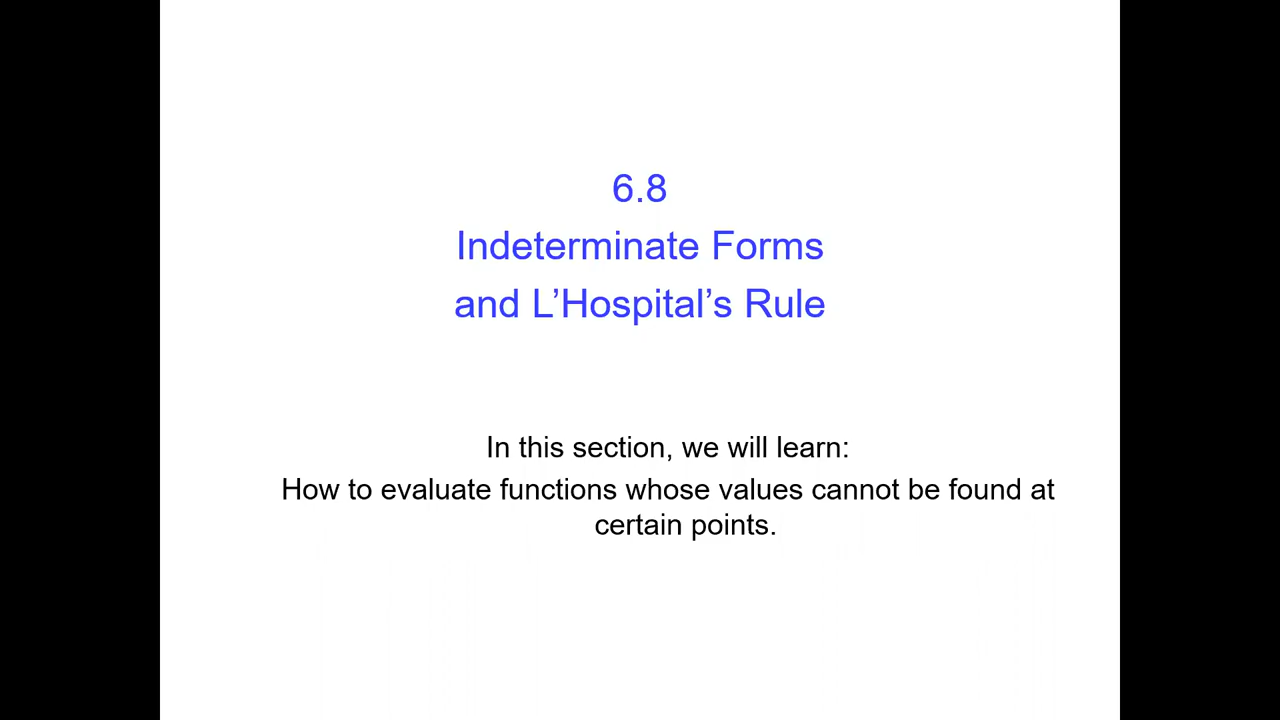 6.8
Indeterminate Forms
and L’Hospital’s Rule
In this section, we will learn:
How to evaluate functions whose values cannot be found at
certain points.